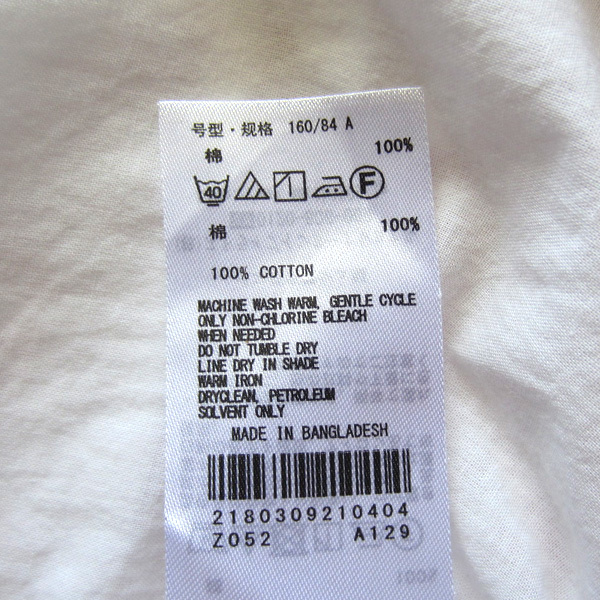 号型・规格 160/84 A
棉 100%
40 F
棉 100%
100% COTTON
MACHINE WASH WARM, GENTLE CYCLE
ONLY NON-CHLORINE BLEACH
WHEN NEEDED
DO NOT TUMBLE DRY
LINE DRY IN SHADE
WARM IRON
DRYCLEAN, PETROLEUM
SOLVENT ONLY
MADE IN BANGLADESH
2180309210404
Z052 A129